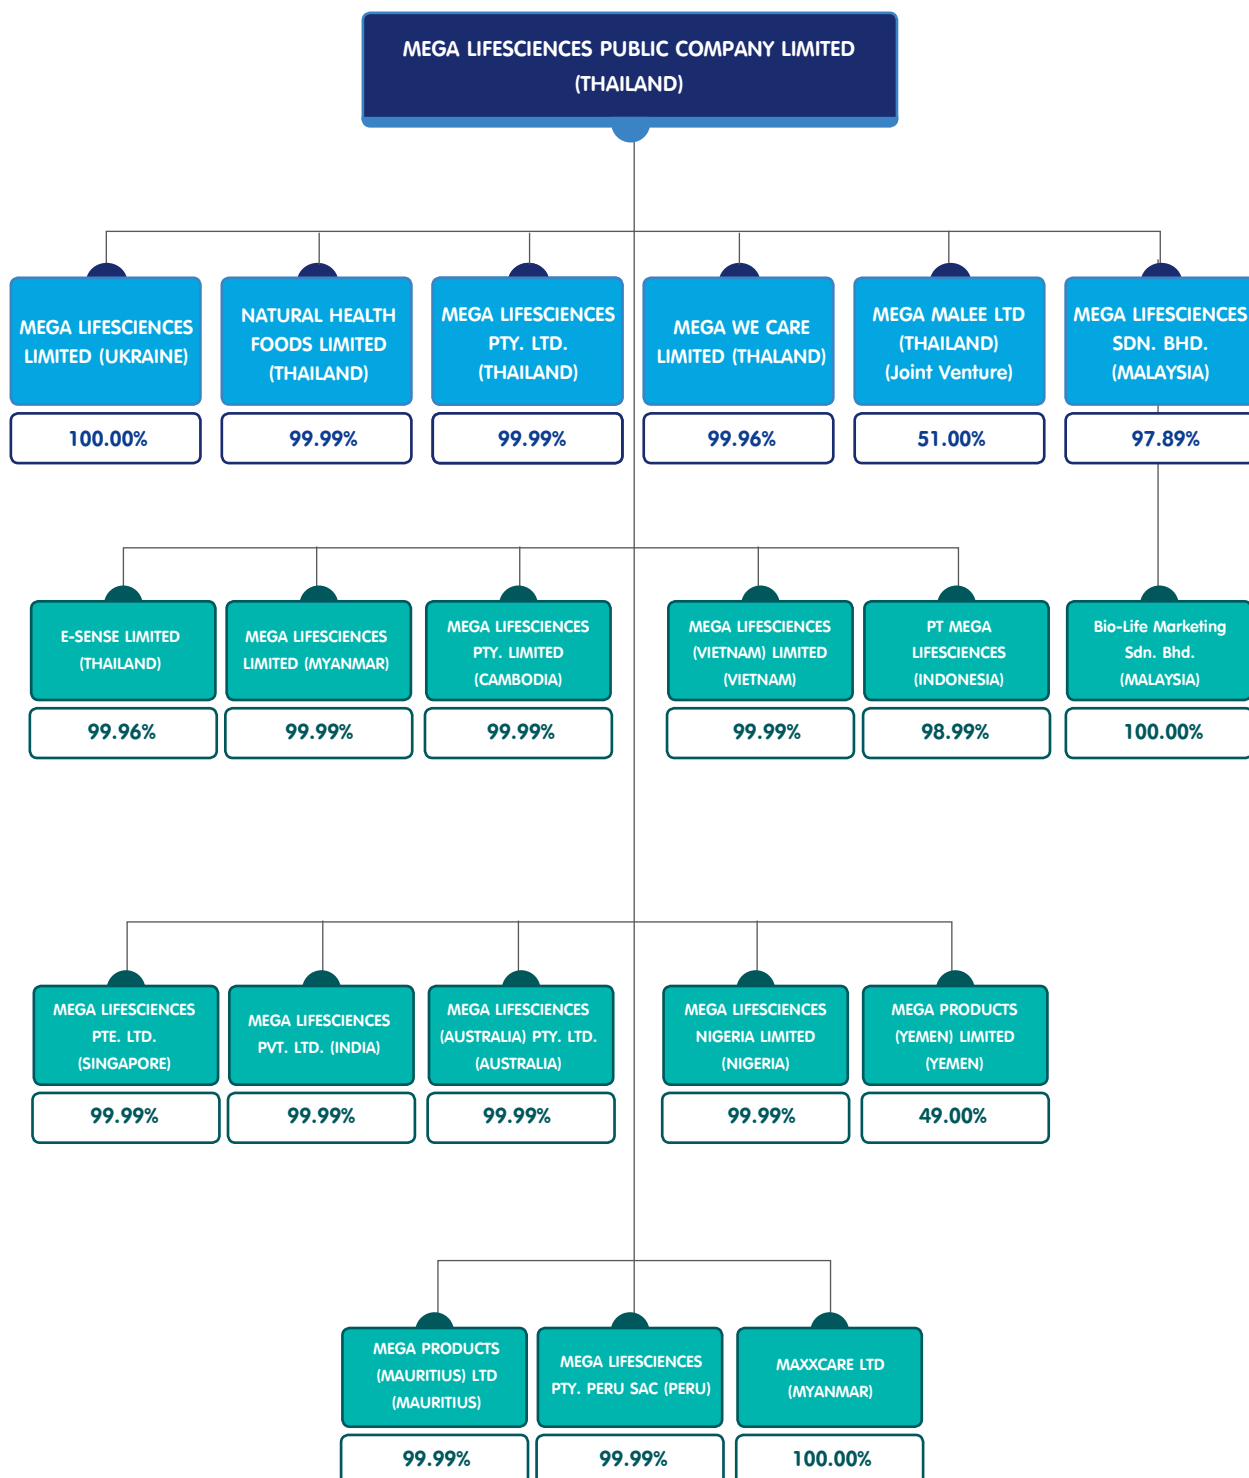 MEGA LIFESCIENCES PUBLIC COMPANY LIMITED
(THAILAND)
MEGA LIFESCIENCES
LIMITED (UKRAINE)
100.00%
NATURAL HEALTH
FOODS LIMITED
(THAILAND)
99.99%
MEGA LIFESCIENCES
PTY. LTD.
(THAILAND)
99.99%
MEGA WE CARE
LIMITED (THALAND)
99.96%
MEGA MALEE LTD
(THAILAND)
(Joint Venture)
51.00%
MEGA LIFESCIENCES
SDN. BHD.
(MALAYSIA)
97.89%
E-SENSE LIMITED
(THAILAND)
99.96%
MEGA LIFESCIENCES
LIMITED (MYANMAR)
99.99%
MEGA LIFESCIENCES
PTY. LIMITED
(CAMBODIA)
99.99%
MEGA LIFESCIENCES
(VIETNAM) LIMITED
(VIETNAM)
99.99%
PT MEGA
LIFESCIENCES
(INDONESIA)
98.99%
Bio-Life Marketing
Sdn. Bhd.
(MALAYSIA)
100.00%
MEGA LIFESCIENCES
PTE. LTD.
(SINGAPORE)
99.99%
MEGA LIFESCIENCES
PVT. LTD. (INDIA)
99.99%
MEGA LIFESCIENCES
(AUSTRALIA) PTY. LTD.
(AUSTRALIA)
99.99%
MEGA LIFESCIENCES
NIGERIA LIMITED
(NIGERIA)
99.99%
MEGA PRODUCTS
(YEMEN) LIMITED
(YEMEN)
49.00%
MEGA PRODUCTS
(MAURITIUS) LTD
(MAURITIUS)
99.99%
MEGA LIFESCIENCES
PTY. PERU SAC (PERU)
99.99%
MAXXCARE LTD
(MYANMAR)
100.00%